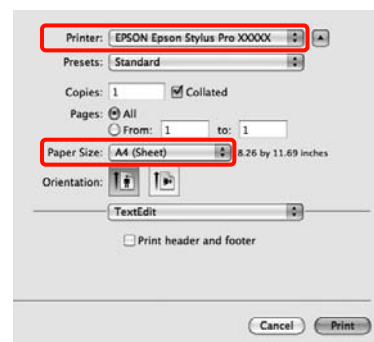 Printer: EPSON Epson Stylus Pro XXXXX
Presets: Standard
Copies: 1 Collated
Pages: All
From: 1 to: 1
Paper Size: A4 (Sheet) 8.26 by 11.69 inches
Orientation:
TextEdit
Print header and footer
Cancel Print